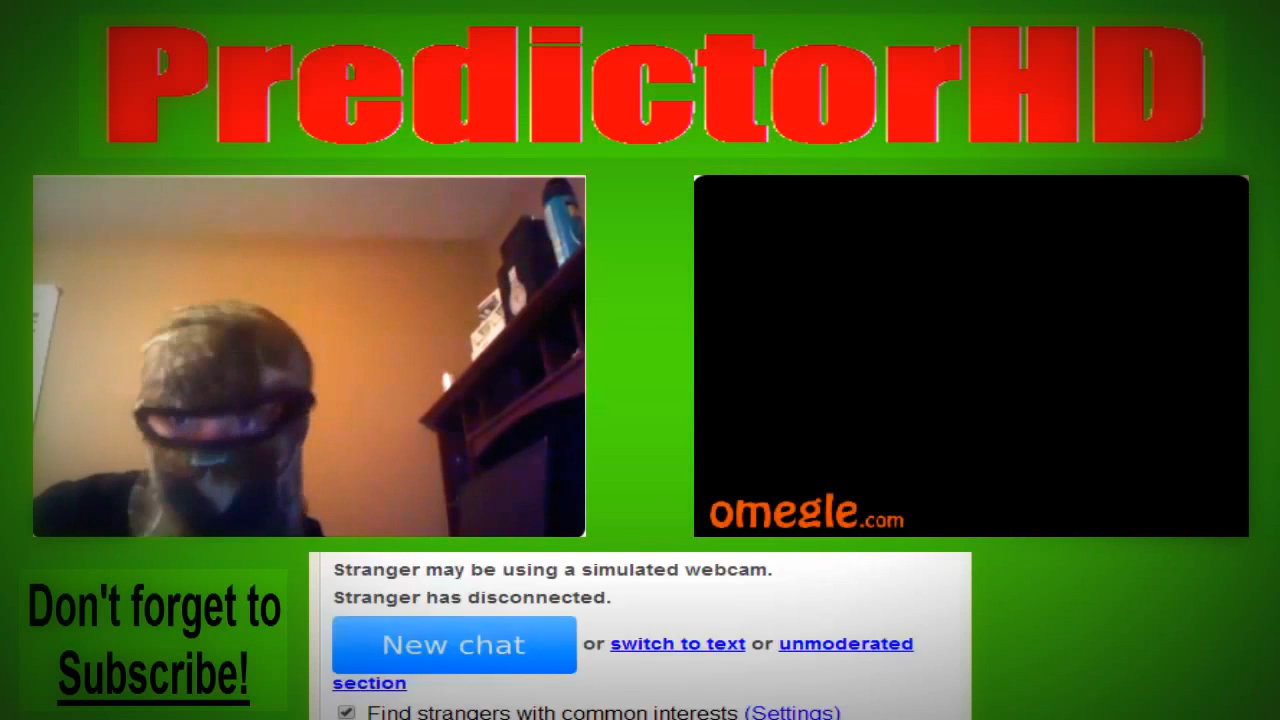 PredictorHD
omegle.com
Don't forget to
Subscribe!
Stranger may be using a simulated webcam.
Stranger has disconnected.
New chat or switch to text or unmoderated
section
Find strangers with common interests (Settings)